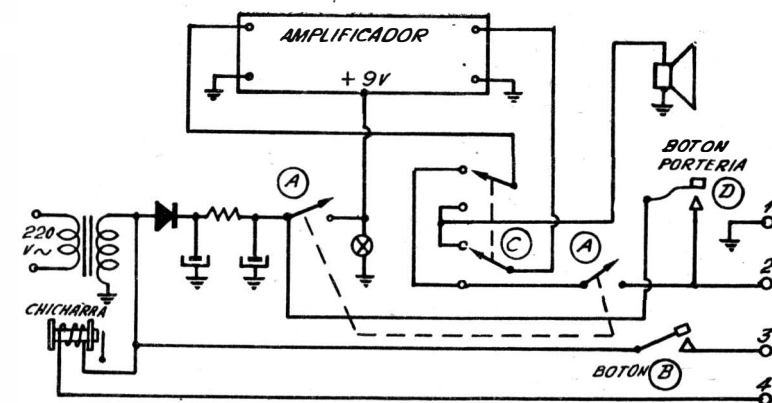 AMPLIFICADOR
+ 9V
BOTON
PORTERIA
A
D
1
220
V~
C
A
2
CHICHARRA
3
BOTON B
4